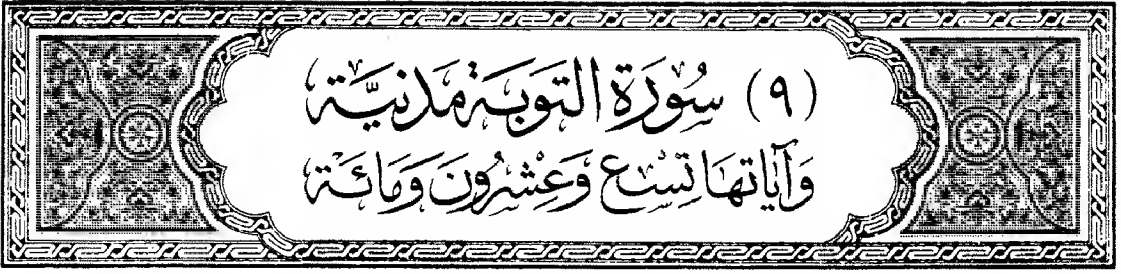 (٩) سُورَةُ التَّوبَة مَدَنِيَّة
وَآيَاتُهَا تِسْع وَعِشْرُونَ وَمَائَة